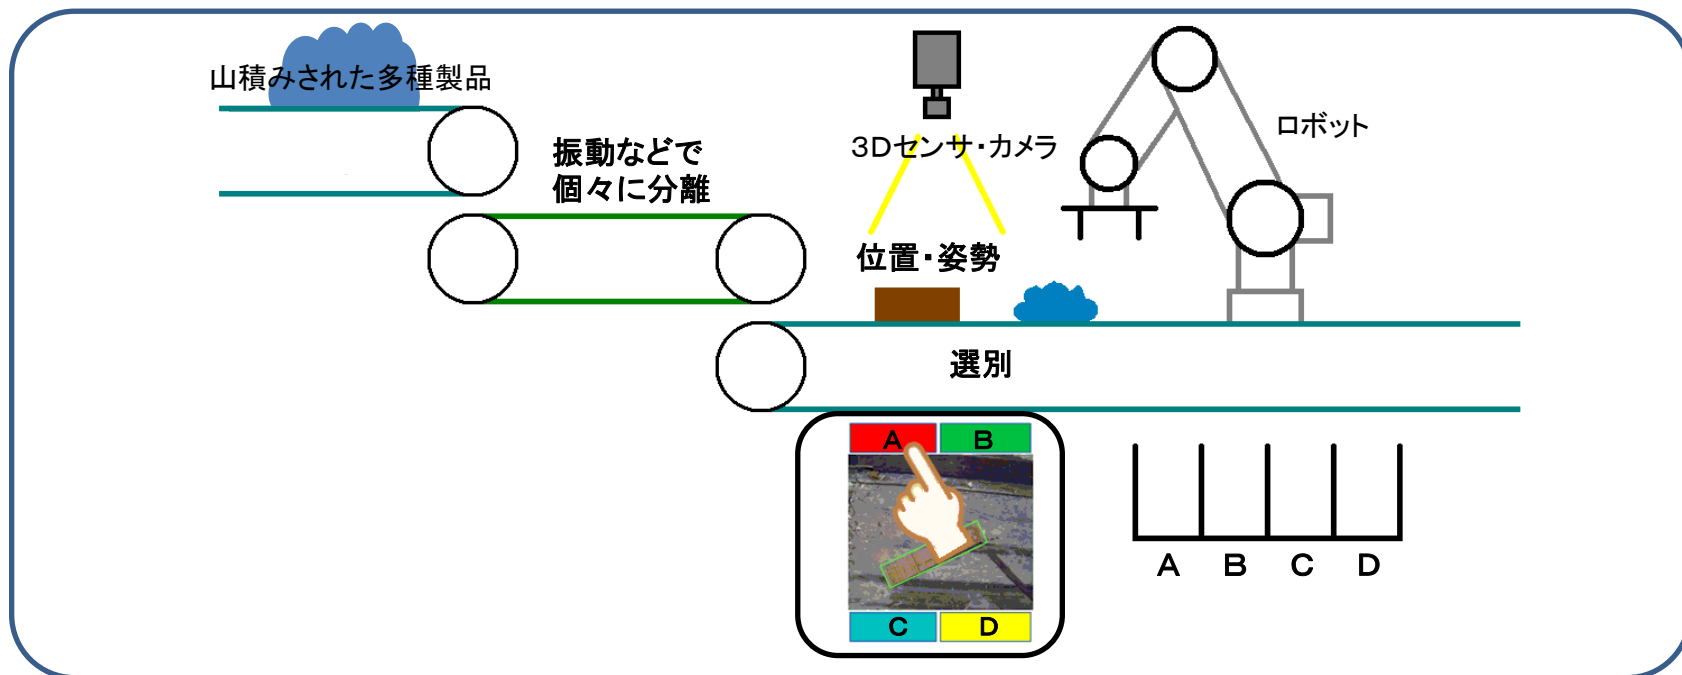 山積みされた多種製品
振動などで
個々に分離
3Dセンサ・カメラ
ロボット
位置・姿勢
選別
A B
C D
A B C D